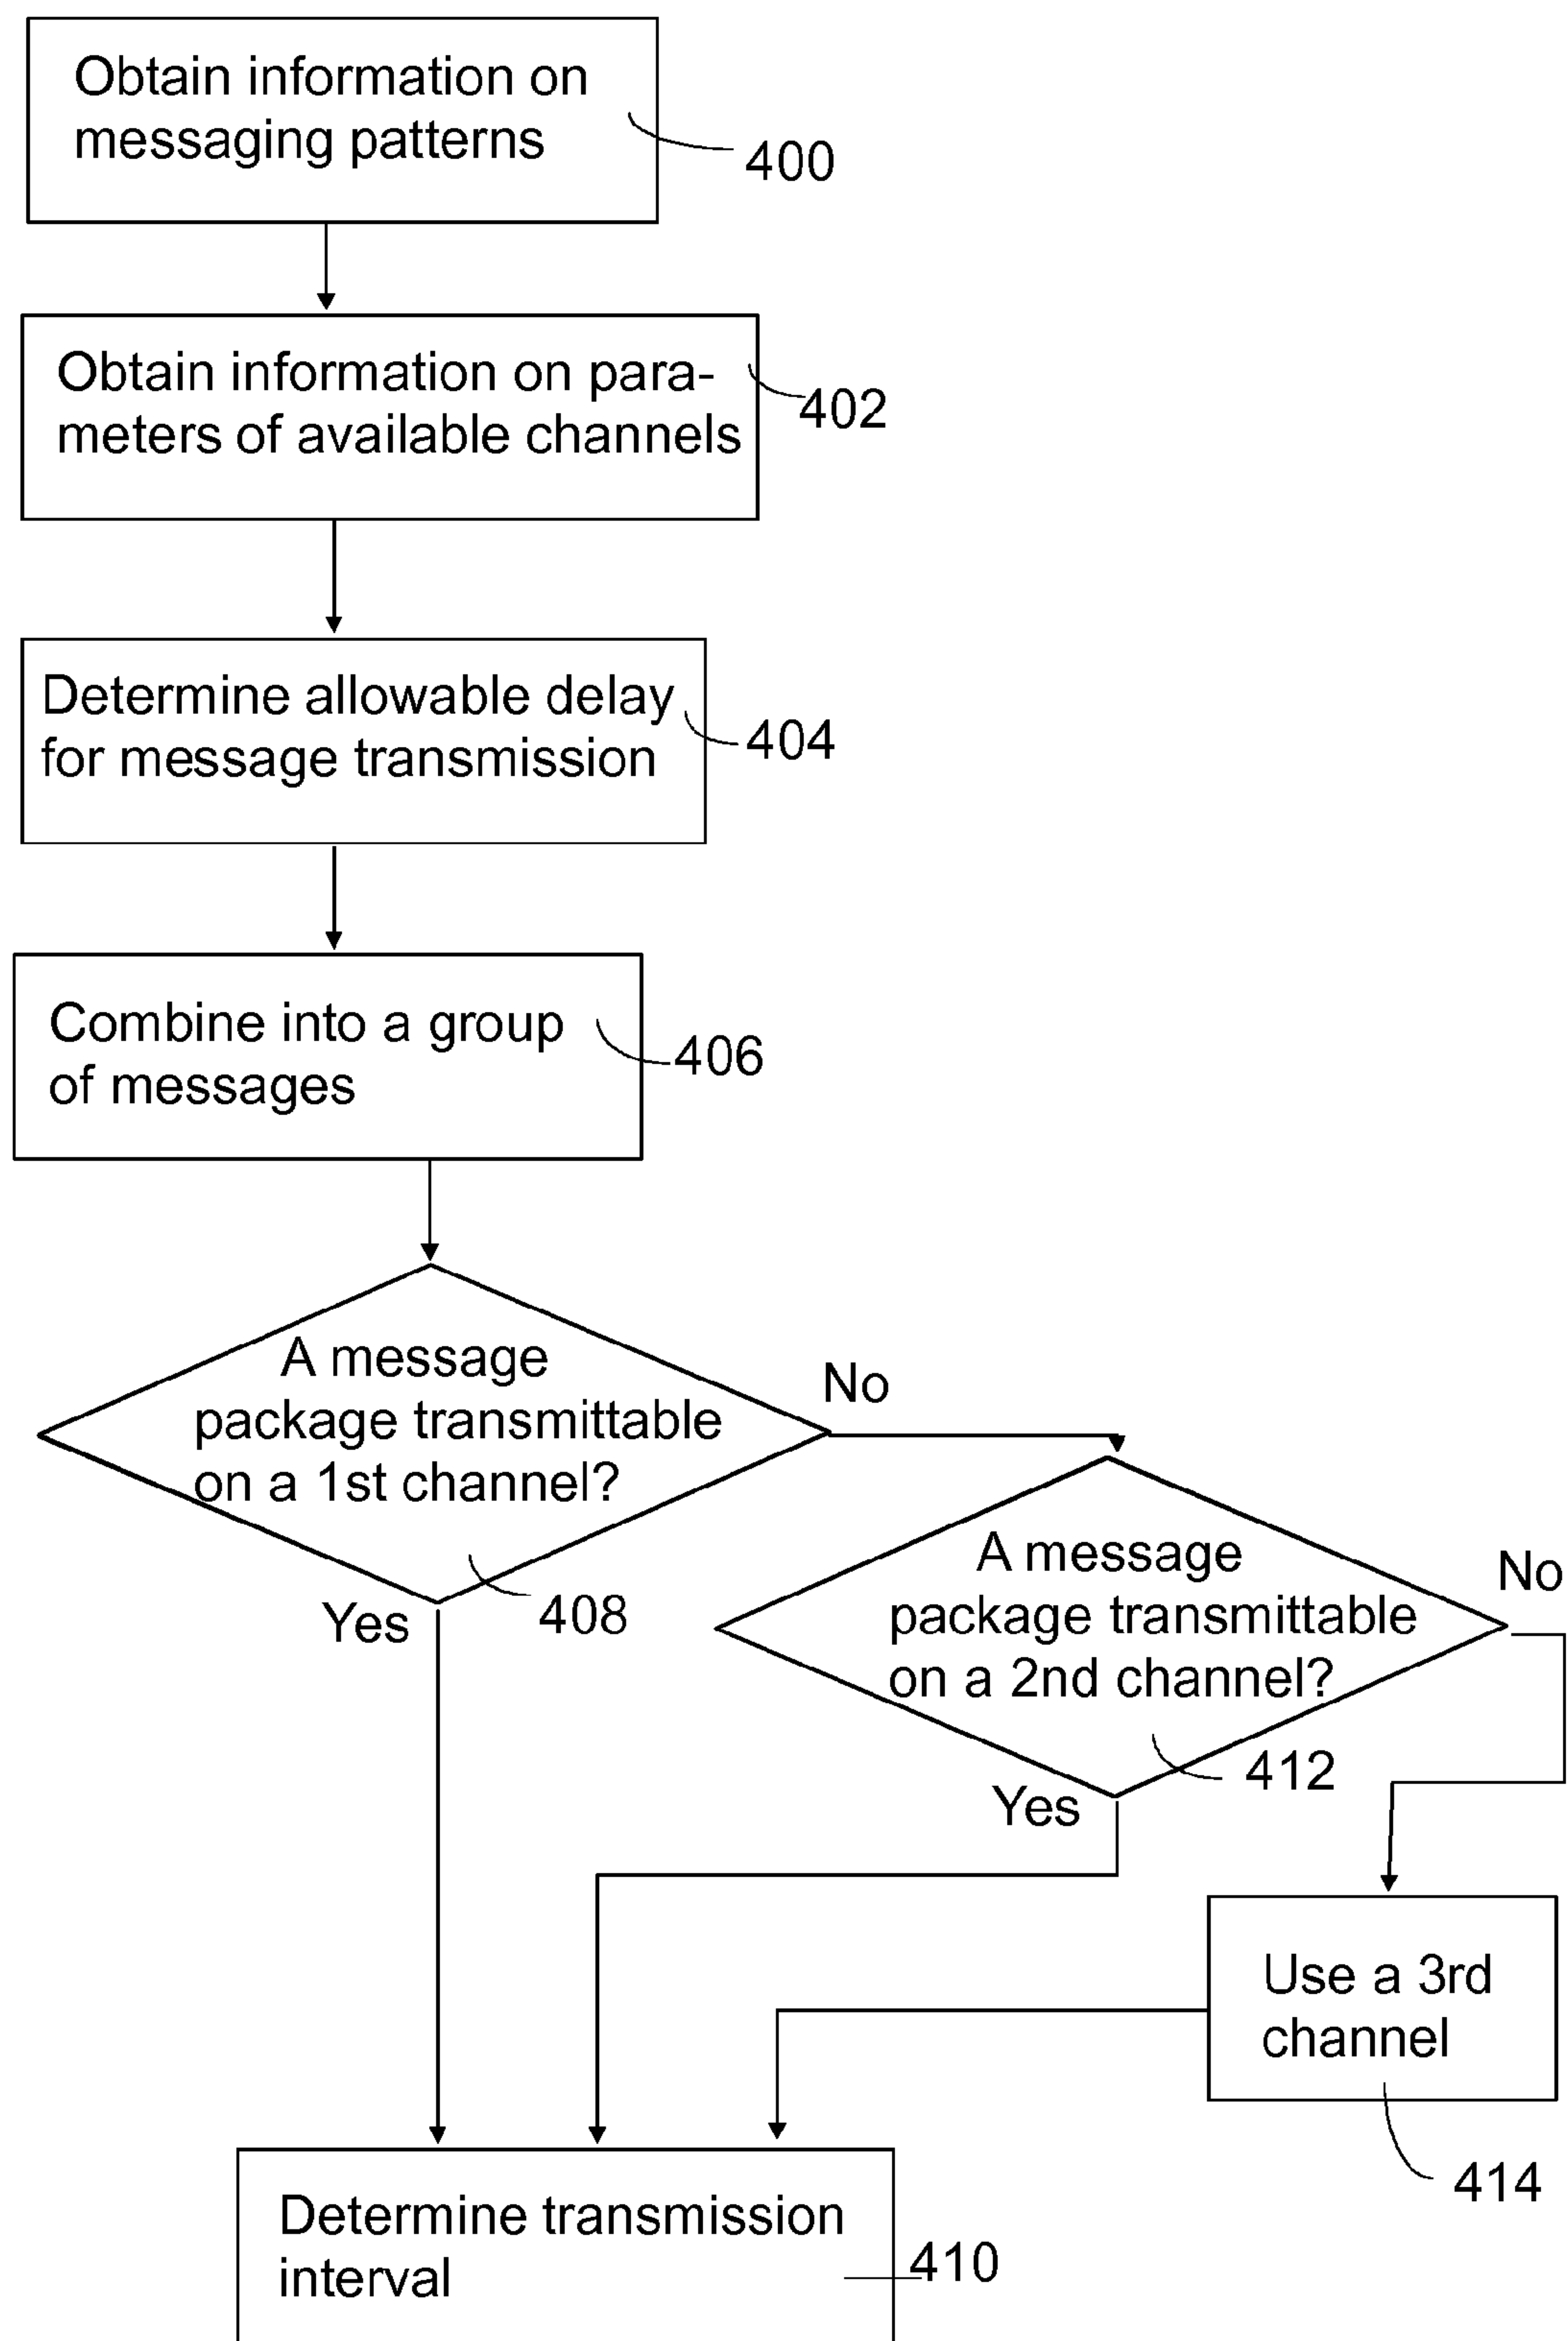 Obtain information on
messaging patterns
400
Obtain information on para-
meters of available channels
402
Determine allowable delay
for message transmission
404
Combine into a group
of messages
406
A message
package transmittable
on a 1st channel?
No
408
Yes
A message
package transmittable
on a 2nd channel?
No
412
Yes
Use a 3rd
channel
414
Determine transmission
interval
410